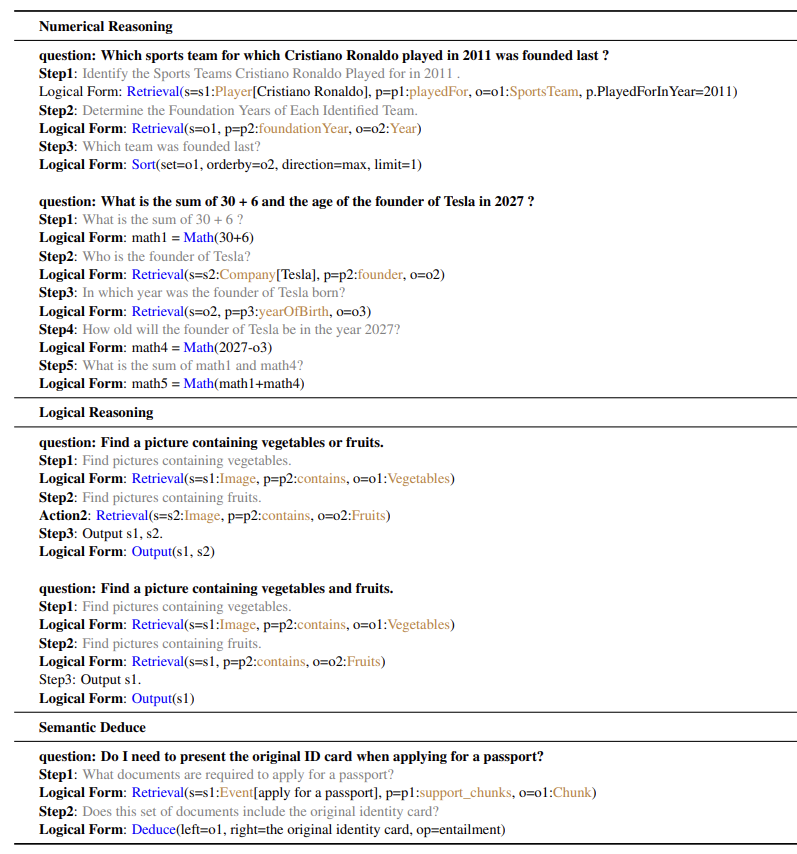 Numerical Reasoning
question: Which sports team for which Cristiano Ronaldo played in 2011 was founded last ?
Step1: Identify the Sports Teams Cristiano Ronaldo Played for in 2011 .
Logical Form: Retrieval(s=s1:Player[Cristiano Ronaldo], p=p1:playedFor, o=o1:SportsTeam, p.PlayedForInYear=2011)
Step2: Determine the Foundation Years of Each Identified Team.
Logical Form: Retrieval(s=o1, p=p2:foundationYear, o=o2:Year)
Step3: Which team was founded last?
Logical Form: Sort(set=o1, orderby=o2, direction=max, limit=1)
question: What is the sum of 30 + 6 and the age of the founder of Tesla in 2027 ?
Step1: What is the sum of 30 + 6 ?
Logical Form: math1 = Math(30+6)
Step2: Who is the founder of Tesla?
Logical Form: Retrieval(s=s2:Company[Tesla], p=p2:founder, o=o2)
Step3: In which year was the founder of Tesla born?
Logical Form: Retrieval(s=o2, p=p3:yearOfBirth, o=o3)
Step4: How old will the founder of Tesla be in the year 2027?
Logical Form: math4 = Math(2027-o3)
Step5: What is the sum of math1 and math4?
Logical Form: math5 = Math(math1+math4)
Logical Reasoning
question: Find a picture containing vegetables or fruits.
Step1: Find pictures containing vegetables.
Logical Form: Retrieval(s=s1:Image, p=p2:contains, o=o1:Vegetables)
Step2: Find pictures containing fruits.
Action2: Retrieval(s=s2:Image, p=p2:contains, o=o2:Fruits)
Step3: Output s1, s2.
Logical Form: Output(s1, s2)
question: Find a picture containing vegetables and fruits.
Step1: Find pictures containing vegetables.
Logical Form: Retrieval(s=s1:Image, p=p2:contains, o=o1:Vegetables)
Step2: Find pictures containing fruits.
Logical Form: Retrieval(s=s1, p=p2:contains, o=o2:Fruits)
Step3: Output s1.
Logical Form: Output(s1)
Semantic Deduce
question: Do I need to present the original ID card when applying for a passport?
Step1: What documents are required to apply for a passport?
Logical Form: Retrieval(s=s1:Event[apply for a passport], p=p1:support_chunks, o=o1:Chunk)
Step2: Does this set of documents include the original identity card?
Logical Form: Deduce(left=o1, right=the original identity card, op=entailment)